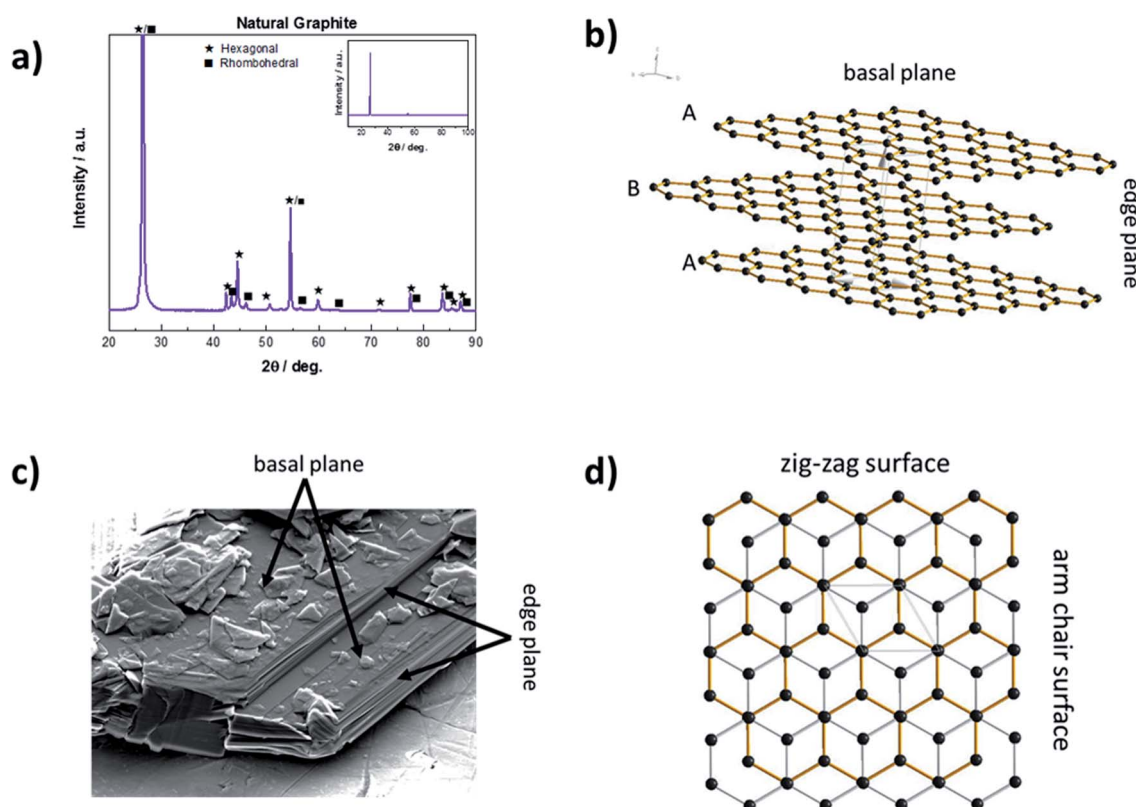 a)
Natural Graphite
★/■
★ Hexagonal
■ Rhombohedral
Intensity / a.u.
20 40 60 80 100
2θ / deg.
Intensity / a.u.
★/■
20 30 40 50 60 70 80 90
2θ / deg.
b)
basal plane
A
B
A
edge plane
c)
basal plane
edge plane
d)
zig-zag surface
arm chair surface